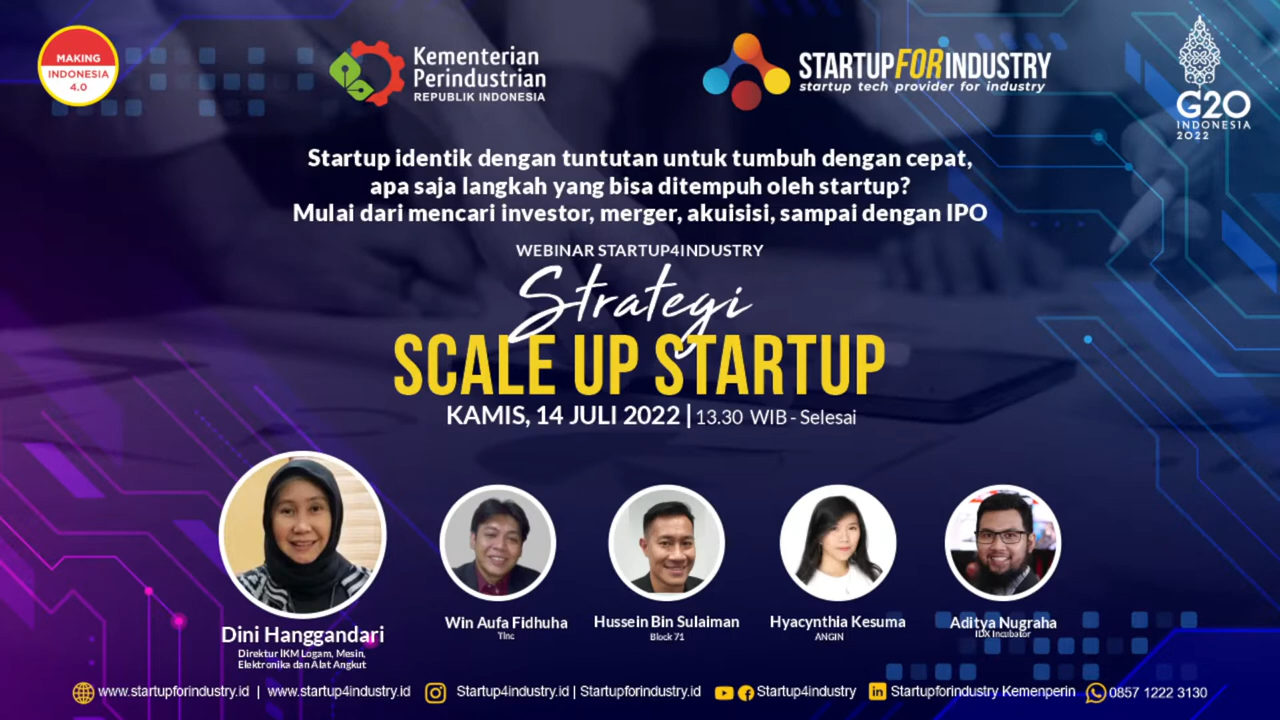 MAKING
INDONESIA
4.0
Kementerian
Perindustrian
REPUBLIK INDONESIA
STARTUPFORINDUSTRY
startup tech provider for industry
G20
INDONESIA
2022
Startup identik dengan tuntutan untuk tumbuh dengan cepat,
apa saja langkah yang bisa ditempuh oleh startup?
Mulai dari mencari investor, merger, akuisisi, sampai dengan IPO
WEBINAR STARTUP4INDUSTRY
Strategi
SCALE UP STARTUP
KAMIS, 14 JULI 2022 | 13.30 WIB - Selesai
Dini Hanggandari
Direktur IKM Logam, Mesin,
Elektronika dan Alat Angkut
Win Aufa Fidhuha
Tinc
Hussein Bin Sulaiman
Block 71
Hyacynthia Kesuma
ANGIN
Aditya Nugraha
IDX Incubator
www.startupforindustry.id | www.startup4industry.id Startup4industry.id | Startupforindustry.id Startup4industry Startupforindustry Kemenperin 0857 1222 3130